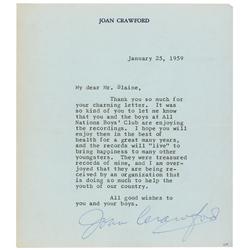 JOAN CRAWFORD
January 23, 1959
My dear Mr. Blaine,
Thank you so much for
your charming letter. It was
so kind of you to let me know
that you and the boys at All
Nations Boys' Club are enjoying
the recordings. I hope you will
enjoy them in the best of
health for a great many years,
and the records will "live" to
bring happiness to many other
youngsters. They were treasured
records of mine, and I am over-
joyed that they are being re-
ceived by an organization that
is doing so much to help the
youth of our country.
All good wishes to
you and your boys.
Joan Crawford